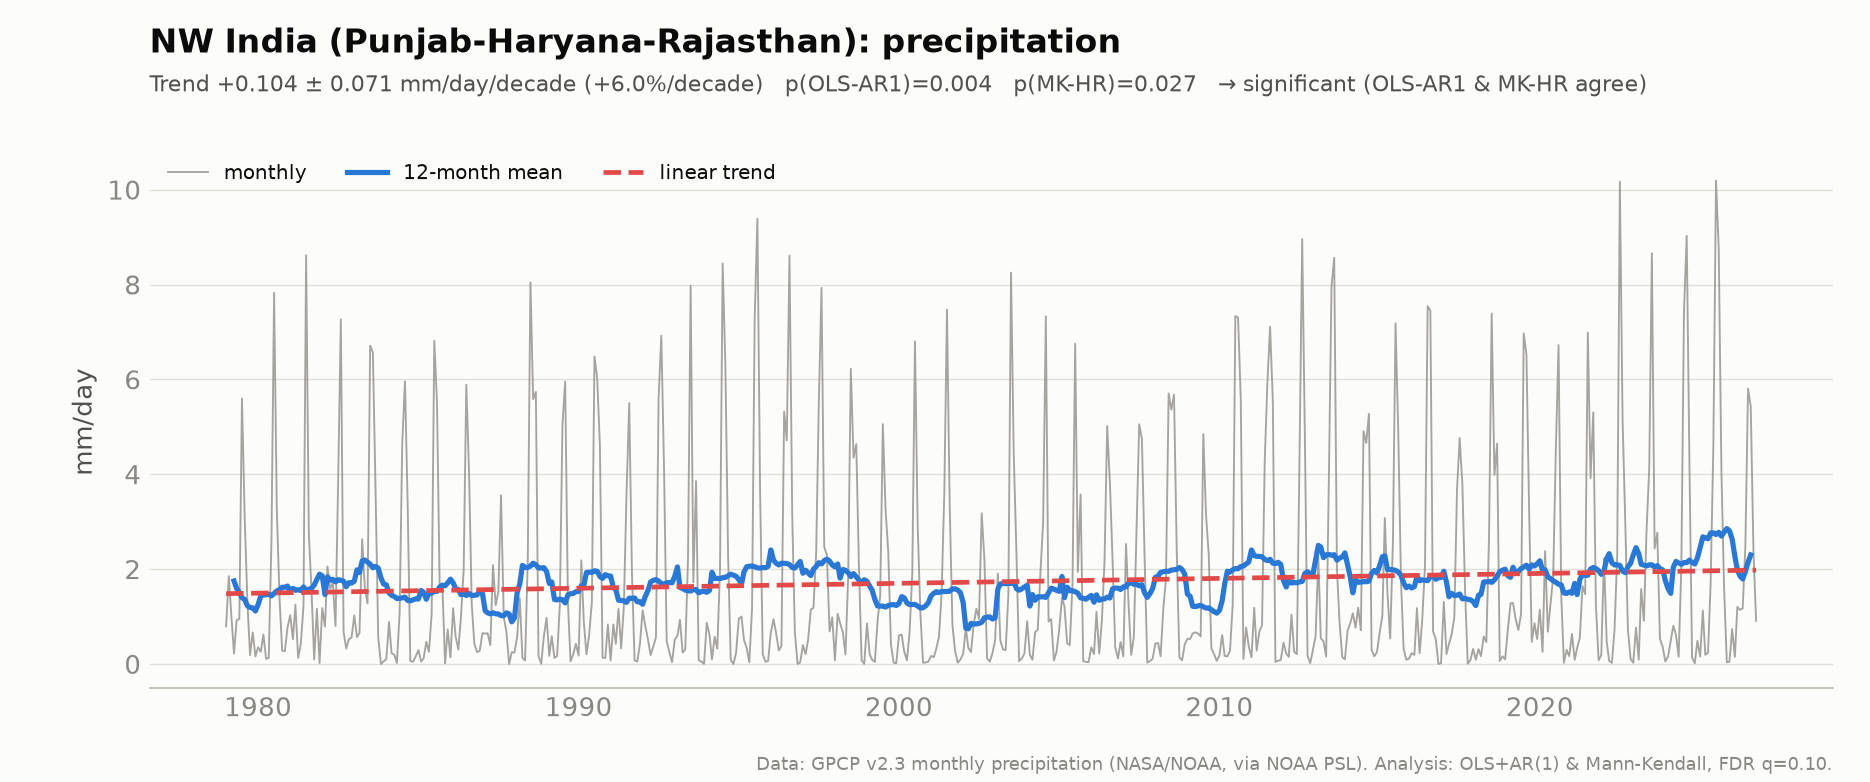 NW India (Punjab-Haryana-Rajasthan): precipitation
Trend +0.104 ± 0.071 mm/day/decade (+6.0%/decade)   p(OLS-AR1)=0.004   p(MK-HR)=0.027   → significant (OLS-AR1 & MK-HR agree)
monthly   12-month mean   linear trend
10
8
6
4
2
0
mm/day
1980   1990   2000   2010   2020
Data: GPCP v2.3 monthly precipitation (NASA/NOAA, via NOAA PSL). Analysis: OLS+AR(1) & Mann-Kendall, FDR q=0.10.